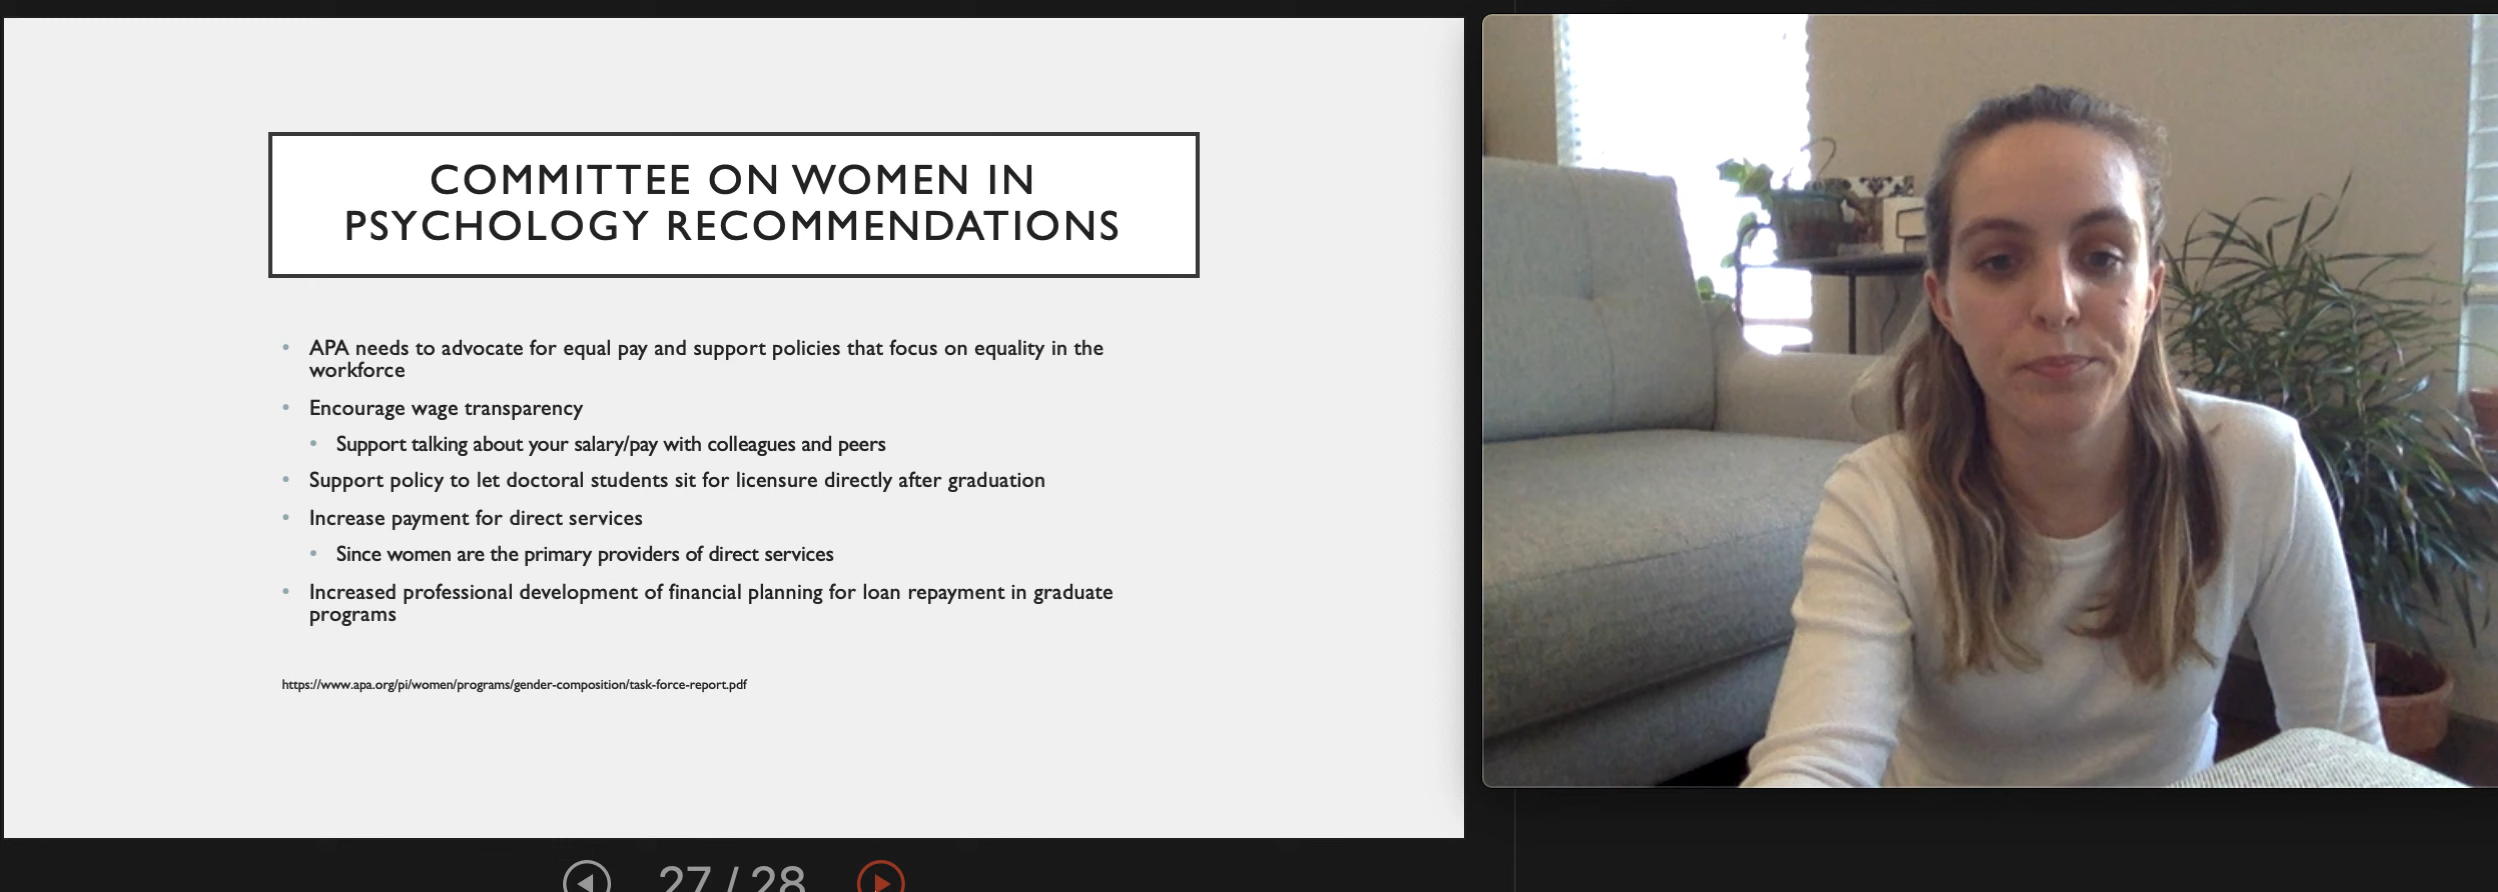 COMMITTEE ON WOMEN IN
PSYCHOLOGY RECOMMENDATIONS
• APA needs to advocate for equal pay and support policies that focus on equality in the
workforce
• Encourage wage transparency
• Support talking about your salary/pay with colleagues and peers
• Support policy to let doctoral students sit for licensure directly after graduation
• Increase payment for direct services
• Since women are the primary providers of direct services
• Increased professional development of financial planning for loan repayment in graduate
programs
https://www.apa.org/pi/women/programs/gender-composition/task-force-report.pdf
27 / 28